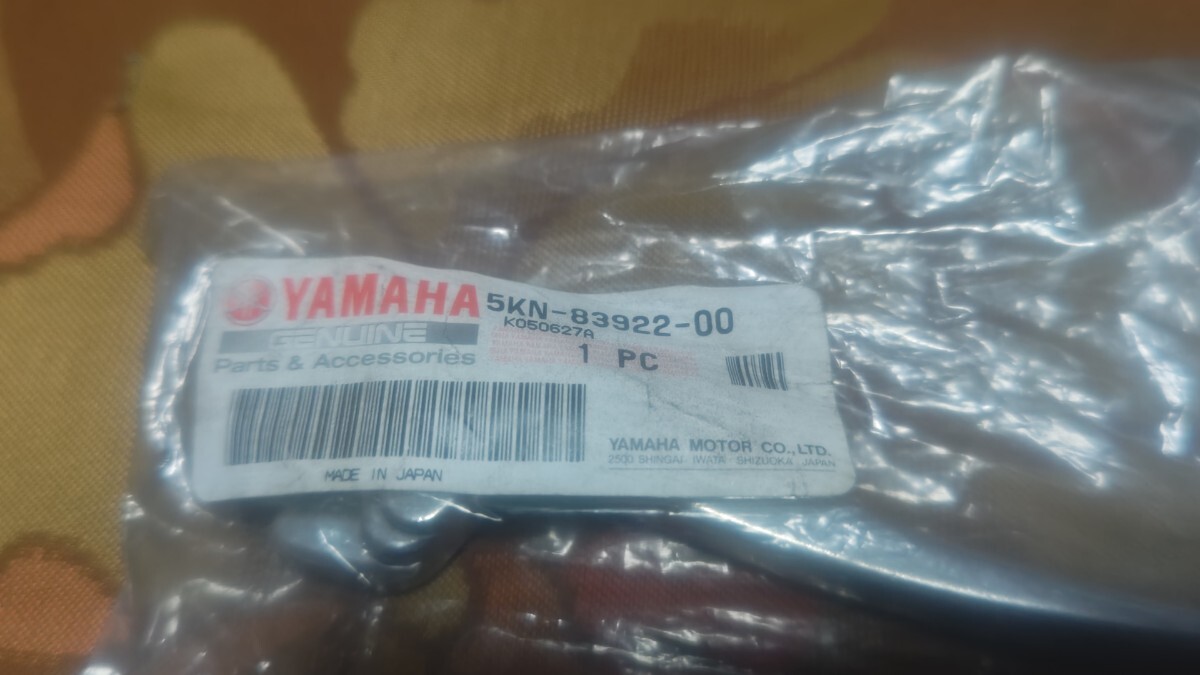 YAMAHA
GENUINE
Parts & Accessories
5KN-83922-00
K050627A
1 PC
MADE IN JAPAN
YAMAHA MOTOR CO.,LTD.
2500 SHINGAI IWATA SHIZUOKA JAPAN